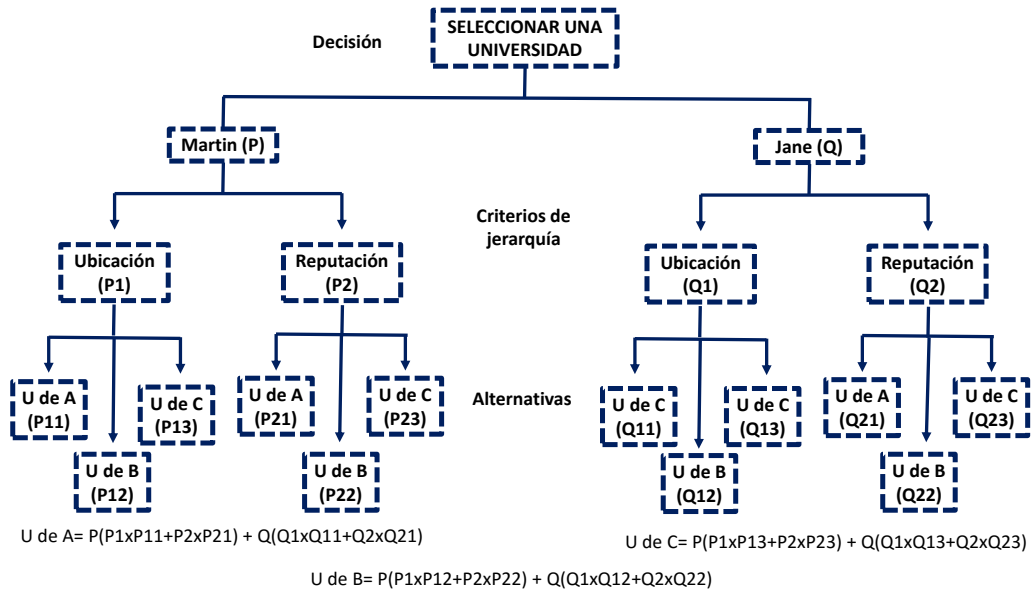 Decisión
SELECCIONAR UNA
UNIVERSIDAD
Martin (P)
Jane (Q)
Criterios de
jerarquía
Ubicación
(P1)
Reputación
(P2)
Ubicación
(Q1)
Reputación
(Q2)
Alternativas
U de A
(P11)
U de C
(P13)
U de B
(P12)
U de A
(P21)
U de C
(P23)
U de B
(P22)
U de C
(Q11)
U de C
(Q13)
U de B
(Q12)
U de A
(Q21)
U de C
(Q23)
U de B
(Q22)
U de A= P(P1xP11+P2xP21) + Q(Q1xQ11+Q2xQ21)
U de C= P(P1xP13+P2xP23) + Q(Q1xQ13+Q2xQ23)
U de B= P(P1xP12+P2xP22) + Q(Q1xQ12+Q2xQ22)